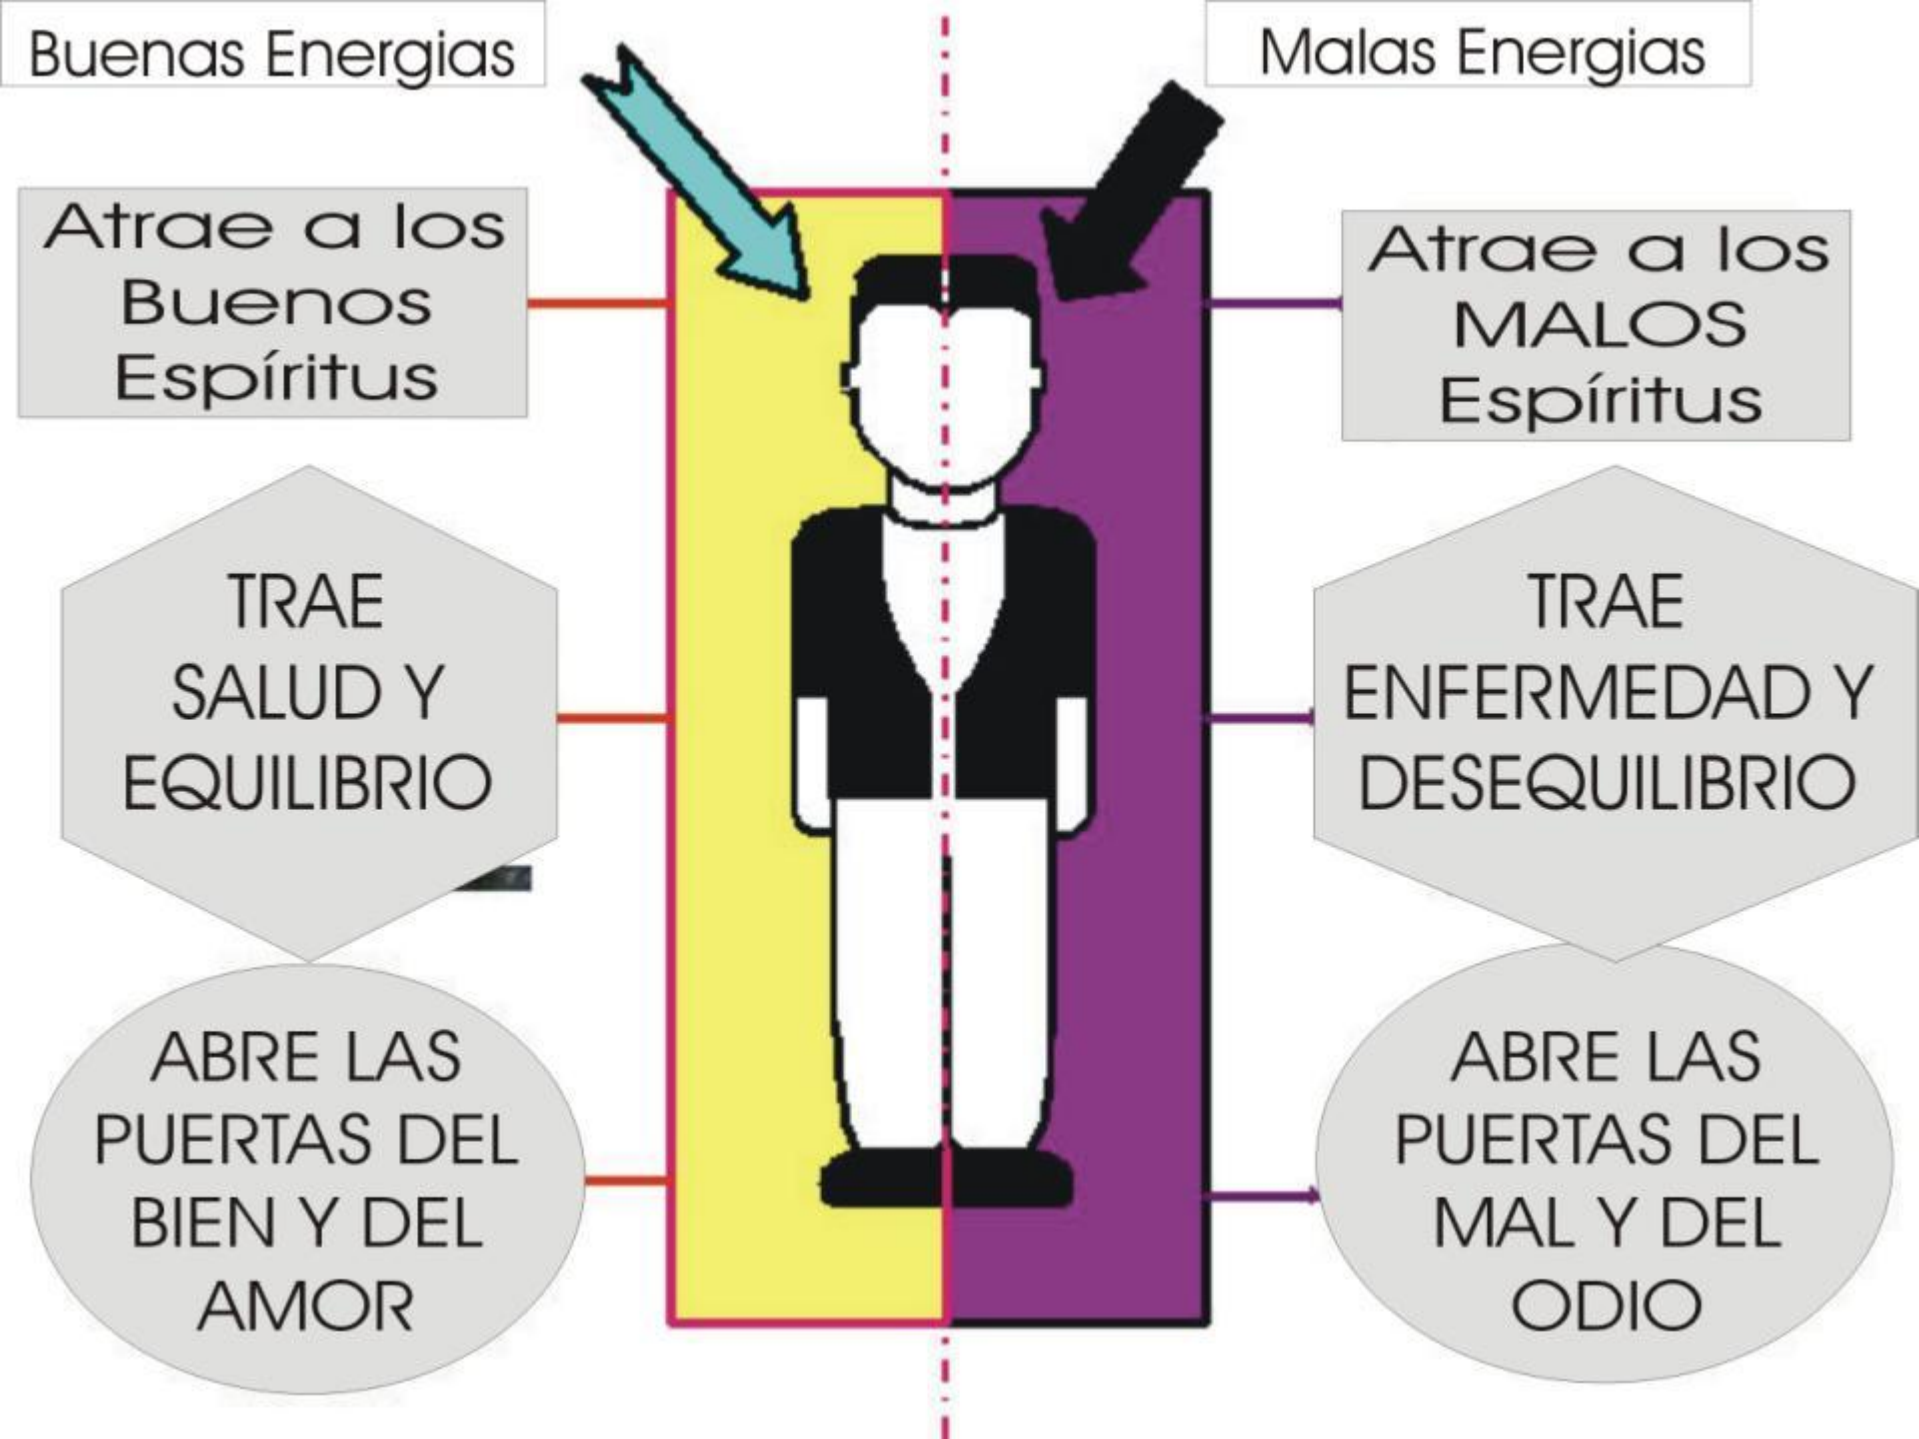 Buenas Energias
Malas Energias
Atrae a los
Buenos
Espíritus
Atrae a los
MALOS
Espíritus
TRAE
SALUD Y
EQUILIBRIO
TRAE
ENFERMEDAD Y
DESEQUILIBRIO
ABRE LAS
PUERTAS DEL
BIEN Y DEL
AMOR
ABRE LAS
PUERTAS DEL
MAL Y DEL
ODIO